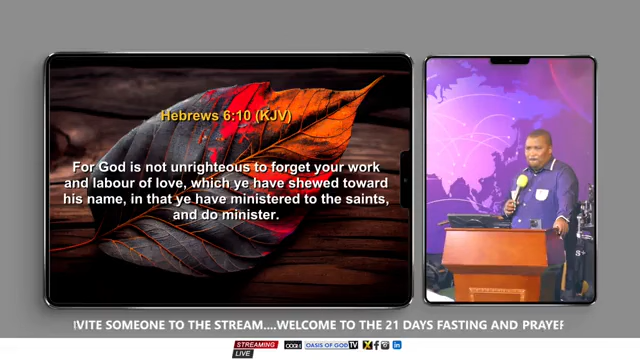 Hebrews 6:10 (KJV)
For God is not unrighteous to forget your work
and labour of love, which ye have shewed toward
his name, in that ye have ministered to the saints,
and do minister.
IVITE SOMEONE TO THE STREAM....WELCOME TO THE 21 DAYS FASTING AND PRAYER
STREAMING
LIVE
OASIS OF GOD TV